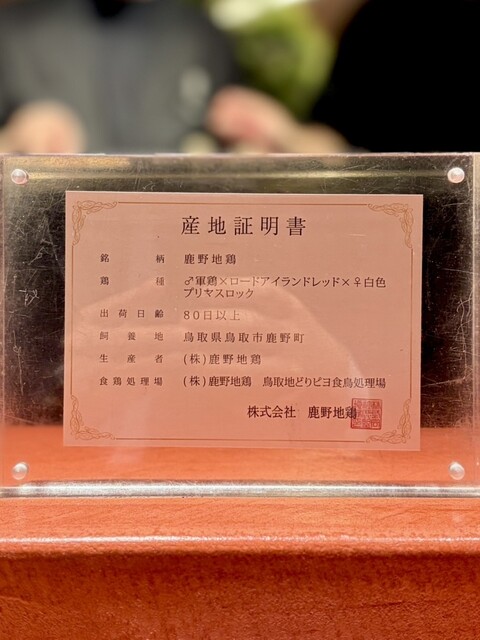 産地証明書
銘柄 鹿野地鶏
鶏種 ♂軍鶏×ロードアイランドレッド×♀白色
プリマスロック
出荷日齢 80日以上
飼養地 鳥取県鳥取市鹿野町
生産者 (株)鹿野地鶏
食鶏処理場 (株)鹿野地鶏 鳥取地どりピヨ食鳥処理場
株式会社 鹿野地鶏